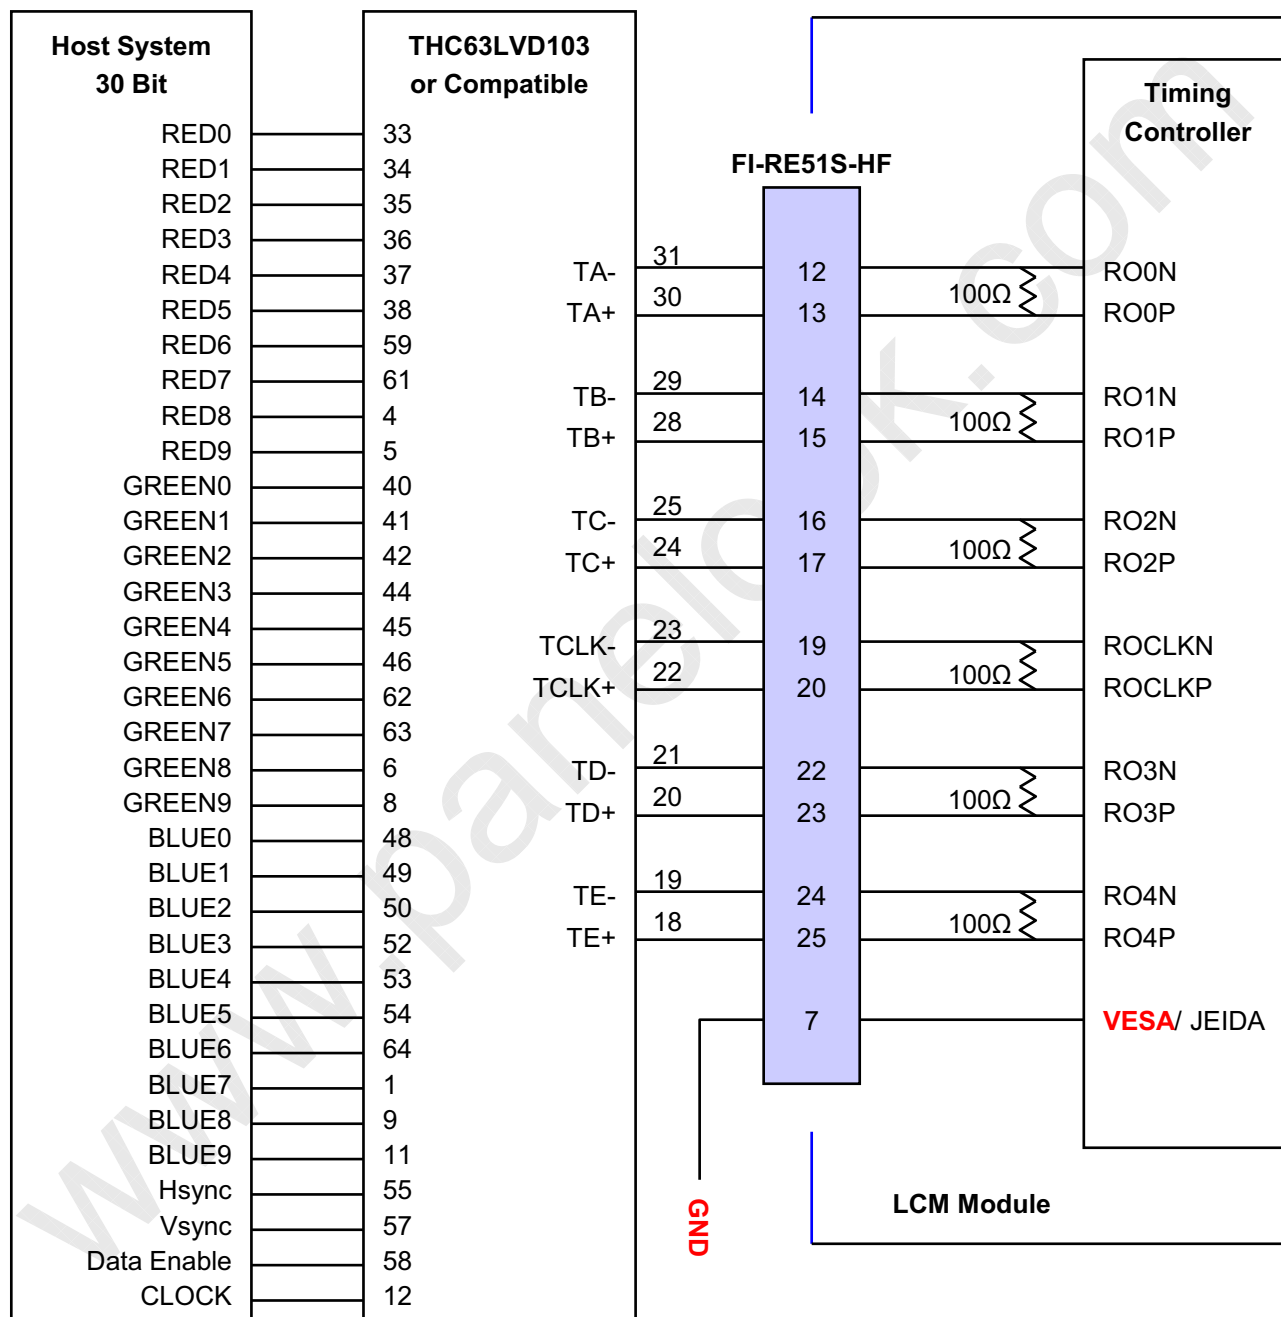 Host System
30 Bit
RED0 33
RED1 34
RED2 35
RED3 36
RED4 37
RED5 38
RED6 59
RED7 61
RED8 4
RED9 5
GREEN0 40
GREEN1 41
GREEN2 42
GREEN3 44
GREEN4 45
GREEN5 46
GREEN6 62
GREEN7 63
GREEN8 6
GREEN9 8
BLUE0 48
BLUE1 49
BLUE2 50
BLUE3 52
BLUE4 53
BLUE5 54
BLUE6 64
BLUE7 1
BLUE8 9
BLUE9 11
Hsync 55
Vsync 57
Data Enable 58
CLOCK 12
THC63LVD103
or Compatible
FI-RE51S-HF
Timing
Controller
TA- 31 12 RO0N
100Ω
TA+ 30 13 RO0P
TB- 29 14 RO1N
100Ω
TB+ 28 15 RO1P
TC- 25 16 RO2N
100Ω
TC+ 24 17 RO2P
TCLK- 23 19 ROCLKN
100Ω
TCLK+ 22 20 ROCLKP
TD- 21 22 RO3N
100Ω
TD+ 20 23 RO3P
TE- 19 24 RO4N
100Ω
TE+ 18 25 RO4P
7 VESA/ JEIDA
GND
LCM Module
www.panelook.com